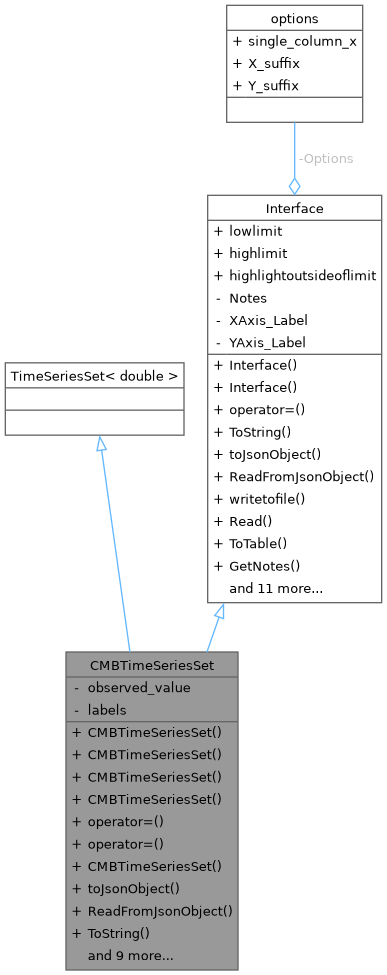 options
+ single_column_x
+ X_suffix
+ Y_suffix
-Options
Interface
+ lowlimit
+ highlimit
+ highlightoutsideoflimit
- Notes
- XAxis_Label
- YAxis_Label
+ Interface()
+ Interface()
+ operator=()
+ ToString()
+ toJsonObject()
+ ReadFromJsonObject()
+ writetofile()
+ Read()
+ ToTable()
+ GetNotes()
and 11 more...
TimeSeriesSet< double >
CMBTimeSeriesSet
- observed_value
- labels
+ CMBTimeSeriesSet()
+ CMBTimeSeriesSet()
+ CMBTimeSeriesSet()
+ CMBTimeSeriesSet()
+ operator=()
+ operator=()
+ CMBTimeSeriesSet()
+ toJsonObject()
+ ReadFromJsonObject()
+ ToString()
and 9 more...